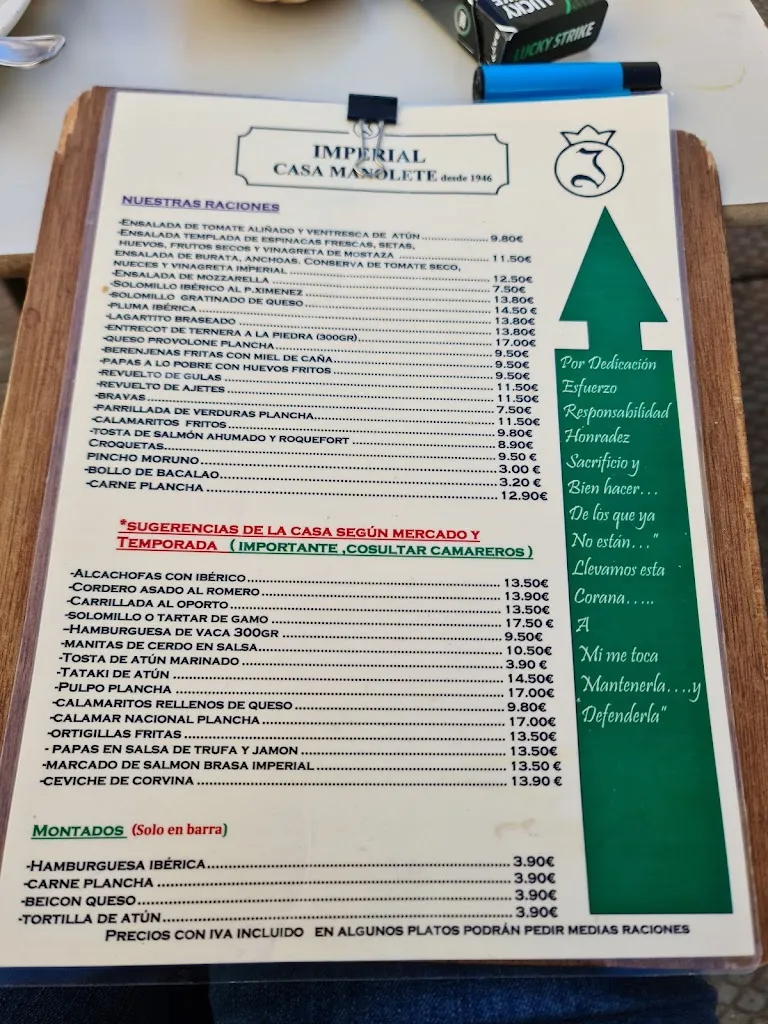 LUCKY STRIKE
LUCKY
IMPERIAL
CASA MANOLETE desde 1946
NUESTRAS RACIONES
-ENSALADA DE TOMATE ALIÑADO Y VENTRESCA DE ATÚN........ 9.80€
-ENSALADA TEMPLADA DE ESPINACAS FRESCAS, SETAS,
HUEVOS, FRUTOS SECOS Y VINAGRETA DE MOSTAZA ........ 11.50€
ENSALADA DE BURATA, ANCHOAS. CONSERVA DE TOMATE SECO,
NUECES Y VINAGRETA IMPERIAL ........ 12.50€
-ENSALADA DE MOZZARELLA ........ 7.50€
-SOLOMILLO IBÉRICO AL P.XIMENEZ ........ 13.80€
-SOLOMILLO GRATINADO DE QUESO ........ 14.50 €
-PLUMA IBÉRICA ........ 13.80€
-LAGARTITO BRASEADO ........ 13.80€
-ENTRECOT DE TERNERA A LA PIEDRA (300GR)........ 17.00€
-QUESO PROVOLONE PLANCHA ........ 9.50€
-BERENJENAS FRITAS CON MIEL DE CAÑA........ 9.50€
-PAPAS A LO POBRE CON HUEVOS FRITOS ........ 9.50€
-REVUELTO DE GULAS ........ 11.50€
-REVUELTO DE AJETES ........ 11.50€
-BRAVAS ........ 7.50€
-PARRILLADA DE VERDURAS PLANCHA........ 11.50€
-CALAMARITOS FRITOS ........ 9.80€
-TOSTA DE SALMÓN AHUMADO Y ROQUEFORT ........ 8.90€
CROQUETAS........ 9.50 €
PINCHO MORUNO........ 3.00 €
-BOLLO DE BACALAO........ 3.20 €
-CARNE PLANCHA ........ 12.90€
*SUGERENCIAS DE LA CASA SEGÚN MERCADO Y
TEMPORADA ( IMPORTANTE ,COSULTAR CAMAREROS )
-ALCACHOFAS CON IBÉRICO........ 13.50€
-CORDERO ASADO AL ROMERO........ 13.90€
-CARRILLADA AL OPORTO ........ 13.50€
-SOLOMILLO O TARTAR DE GAMO ........ 17.50 €
-HAMBURGUESA DE VACA 300GR ........ 9.50€
-MANITAS DE CERDO EN SALSA........ 10.50€
-TOSTA DE ATÚN MARINADO ........ 3.90 €
-TATAKI DE ATÚN ........ 14.50€
-PULPO PLANCHA ........ 17.00€
-CALAMARITOS RELLENOS DE QUESO ........ 9.80€
-CALAMAR NACIONAL PLANCHA ........ 17.00€
-ORTIGILLAS FRITAS ........ 13.50€
- PAPAS EN SALSA DE TRUFA Y JAMON ........ 13.50€
-MARCADO DE SALMON BRASA IMPERIAL ........ 13.50 €
-CEVICHE DE CORVINA ........ 13.90 €
MONTADOS (Solo en barra)
-HAMBURGUESA IBÉRICA........ 3.90€
-CARNE PLANCHA ........ 3.90€
-BEICON QUESO........ 3.90€
-TORTILLA DE ATÚN........ 3.90€
PRECIOS CON IVA INCLUIDO EN ALGUNOS PLATOS PODRÁN PEDIR MEDIAS RACIONES
Por Dedicación
Esfuerzo
Responsabilidad
Honradez
Sacrificio y
Bien hacer...
De los que ya
No están..."
Llevamos esta
Corana.....
A
Mi me toca
Mantenerla....y
Defenderla"